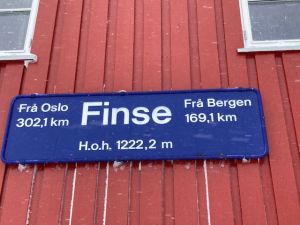 Frå Oslo
302,1 km
Finse
Frå Bergen
169,1 km
H.o.h. 1222,2 m